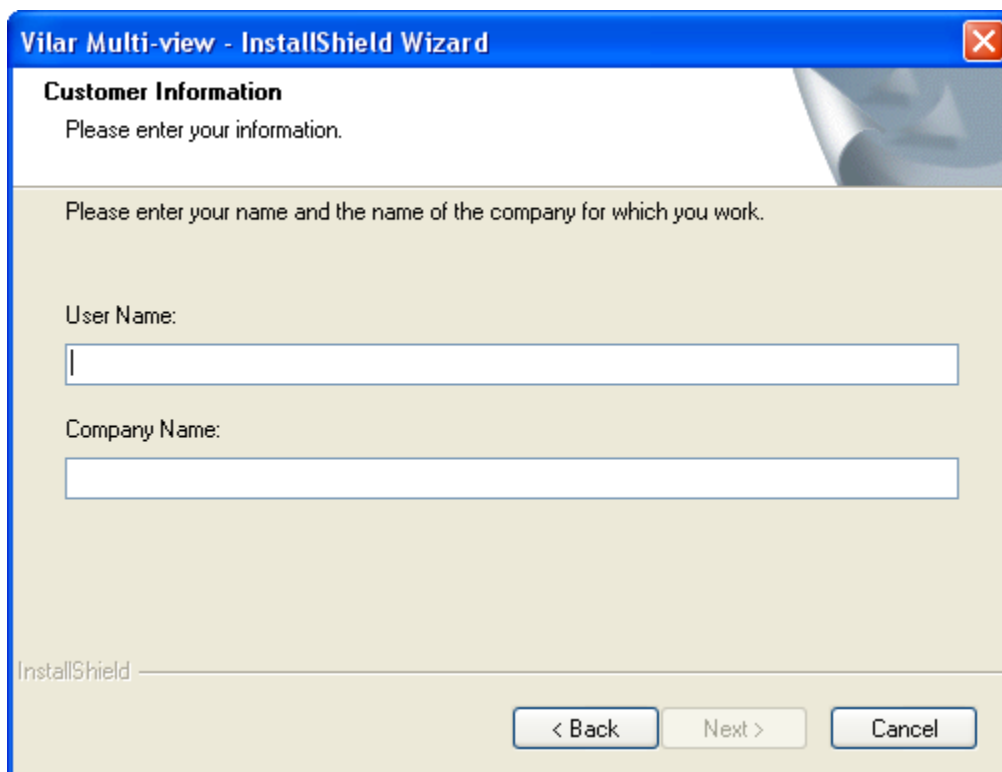 Vilar Multi-view - InstallShield Wizard
Customer Information
Please enter your information.
Please enter your name and the name of the company for which you work.
User Name:
Company Name:
InstallShield
< Back
Next >
Cancel